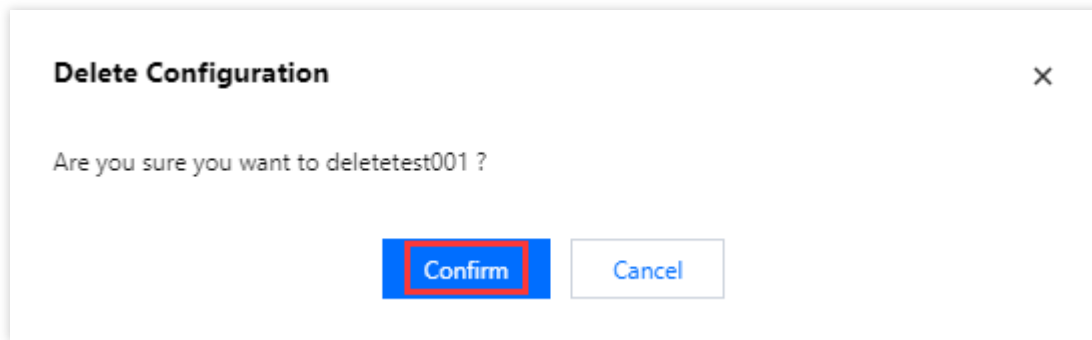 Delete Configuration
Are you sure you want to deletetest001 ?
Confirm
Cancel